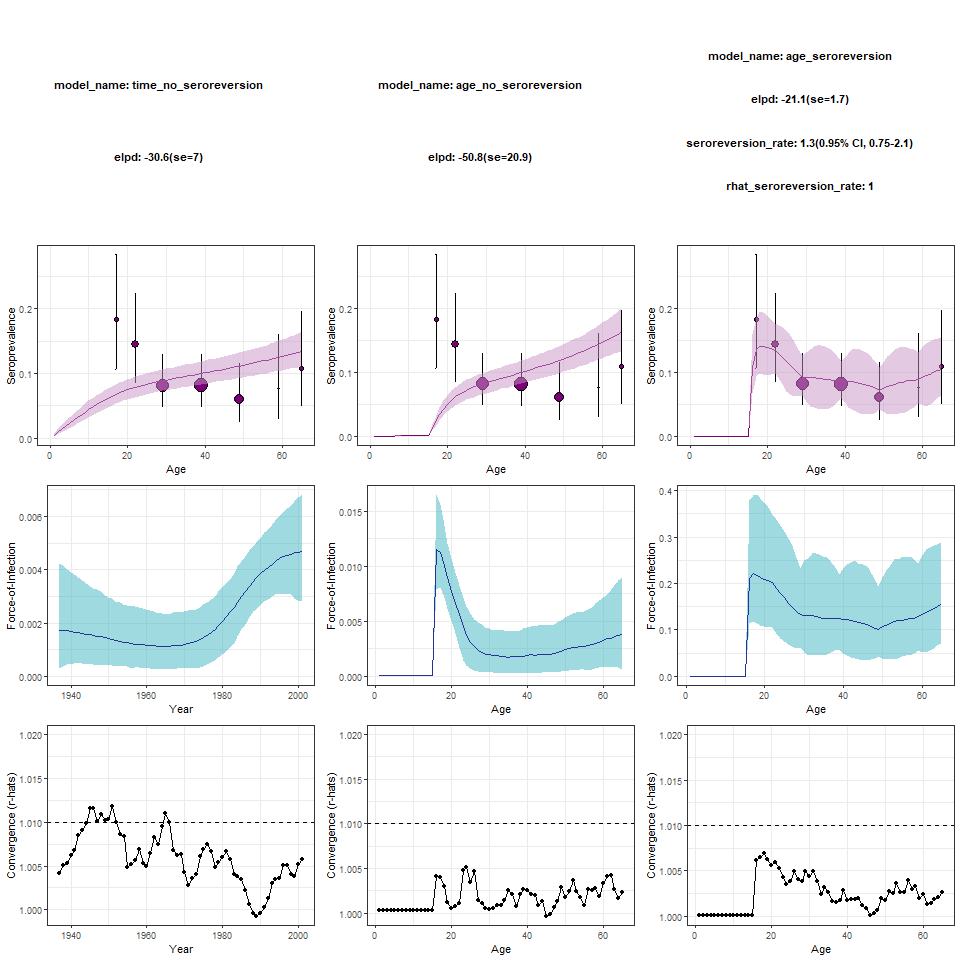 model_name: time_no_seroreversion
elpd: -30.6(se=7)
model_name: age_no_seroreversion
elpd: -50.8(se=20.9)
model_name: age_seroreversion
elpd: -21.1(se=1.7)
seroreversion_rate: 1.3(0.95% CI, 0.75-2.1)
rhat_seroreversion_rate: 1
Seroprevalence
0.2
0.1
0.0
0 20 40 60
Age
Seroprevalence
0.2
0.1
0.0
0 20 40 60
Age
Seroprevalence
0.2
0.1
0.0
0 20 40 60
Age
Force-of-Infection
0.006
0.004
0.002
0.000
1940 1960 1980 2000
Year
Force-of-Infection
0.015
0.010
0.005
0.000
0 20 40 60
Age
Force-of-Infection
0.4
0.3
0.2
0.1
0.0
0 20 40 60
Age
Convergence (r-hats)
1.020
1.015
1.010
1.005
1.000
1940 1960 1980 2000
Year
Convergence (r-hats)
1.020
1.015
1.010
1.005
1.000
0 20 40 60
Age
Convergence (r-hats)
1.020
1.015
1.010
1.005
1.000
0 20 40 60
Age